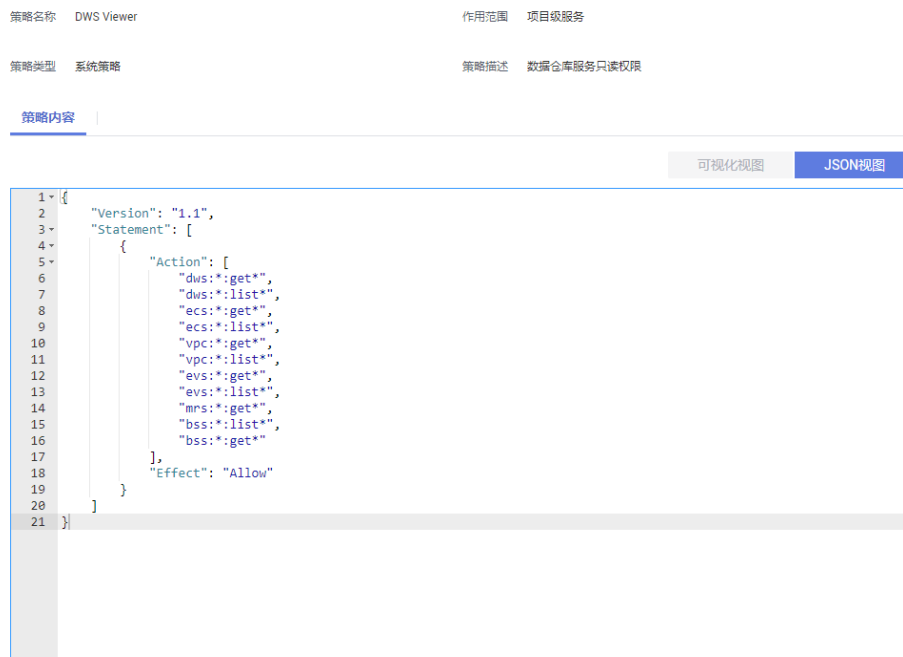 策略名称 DWS Viewer 作用范围 项目级服务
策略类型 系统策略 策略描述 数据仓库服务只读权限
策略内容
可视化视图 JSON视图
1 {
2 "Version": "1.1",
3 "Statement": [
4 {
5 "Action": [
6 "dws:*:get*",
7 "dws:*:list*",
8 "ecs:*:get*",
9 "ecs:*:list*",
10 "vpc:*:get*",
11 "vpc:*:list*",
12 "evs:*:get*",
13 "evs:*:list*",
14 "mrs:*:get*",
15 "bss:*:list*",
16 "bss:*:get*"
17 ],
18 "Effect": "Allow"
19 }
20 ]
21 }